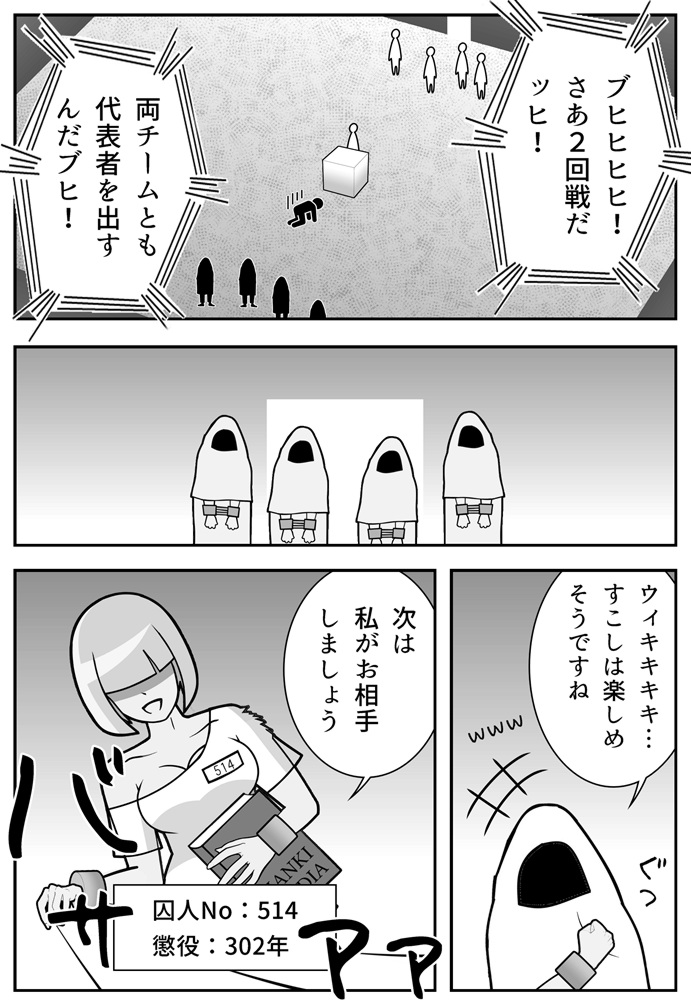 ブヒヒヒヒ！
さあ２回戦だ
ッヒ！
両チームとも
代表者を出す
んだブヒ！
ウィキキキキ…
すこしは楽しめ
そうですね
www
ぐっ
次は
私がお相手
しましょう
514
ANKI
DIA
バサァァ
囚人No：514
懲役：302年